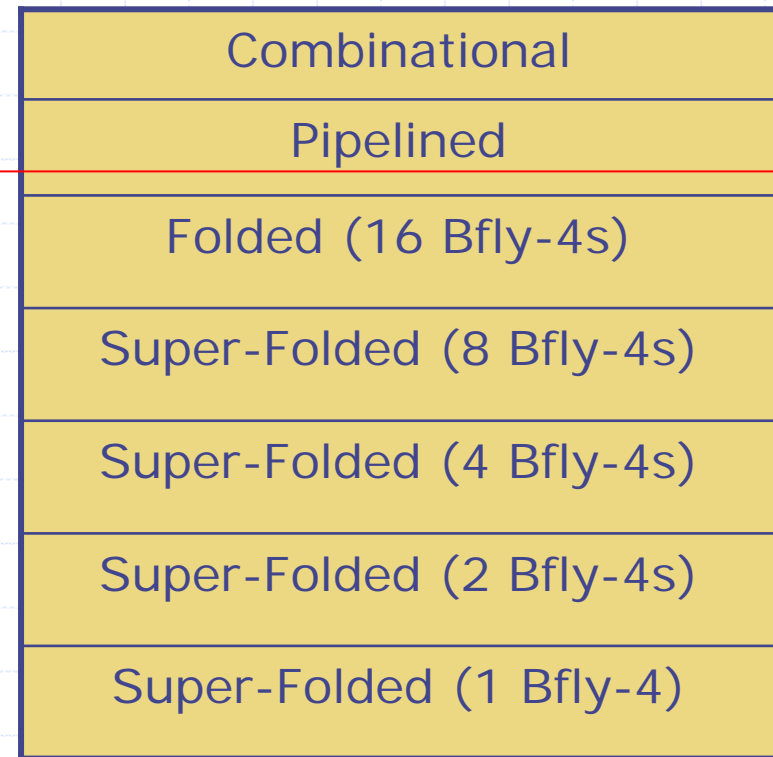 Combinational
Pipelined
Folded (16 Bfly-4s)
Super-Folded (8 Bfly-4s)
Super-Folded (4 Bfly-4s)
Super-Folded (2 Bfly-4s)
Super-Folded (1 Bfly-4)